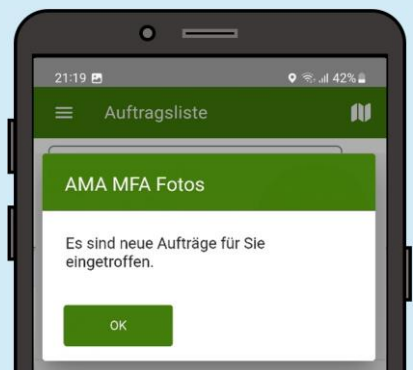 21:19 42%
Auftragsliste
AMA MFA Fotos
Es sind neue Aufträge für Sie
eingetroffen.
OK